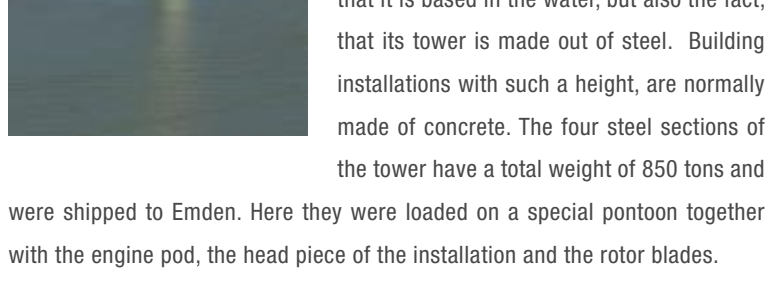 that it is based in the water, but also the fact,
that its tower is made out of steel. Building
installations with such a height, are normally
made of concrete. The four steel sections of
the tower have a total weight of 850 tons and
were shipped to Emden. Here they were loaded on a special pontoon together
with the engine pod, the head piece of the installation and the rotor blades.